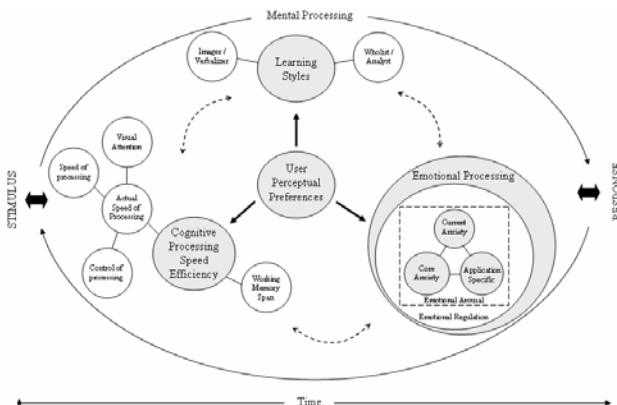 Mental Processing
Images /
Verbalizer
Learning
Styles
Wholist /
Analyst
Visual
Attention
Speed of
processing
Actual
Speed of
Processing
Control of
processing
User
Perceptual
Preferences
Cognitive
Processing
Speed
Efficiency
Working
Memory
Span
Emotional Processing
Current
Anxiety
Core
Anxiety
Application
Specific
Emotional Arousal
Emotional Regulation
STIMULUS
RESPONSE
Time